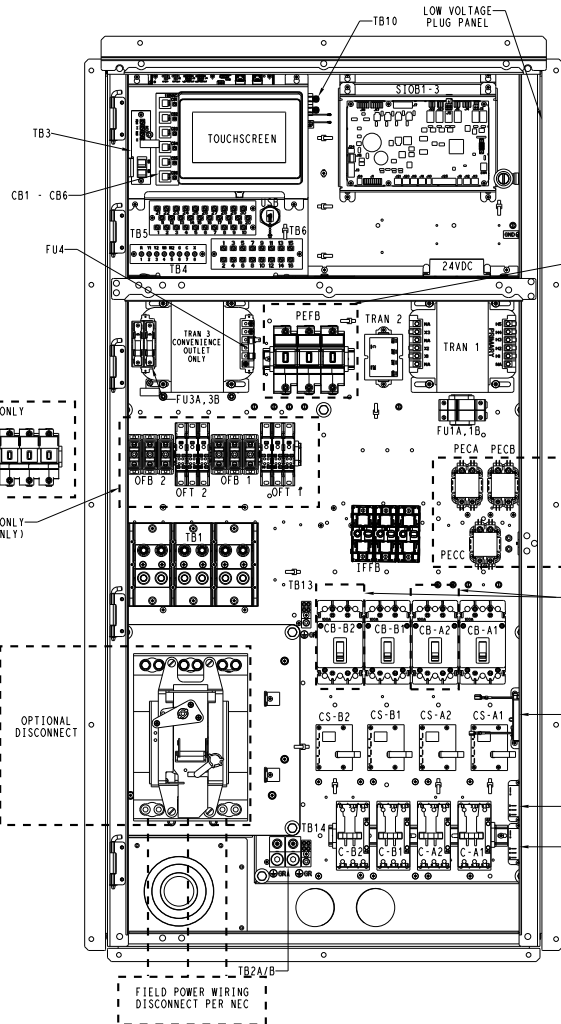 LOW VOLTAGE
PLUG PANEL
TB10
SIOB1-3
TB3
TOUCHSCREEN
CB1 - CB6
USB
TB5
TB6
TB4
FU4
GND5
24VDC
PEFB
TRAN 3
CONVENIENCE
OUTLET
ONLY
TRAN 2
TRAN 1
PRIMARY
FU3A,3B
FU1A,1B
ONLY
PECA
PECB
OFB 2
OFB 1
OFT 2
OFT 1
ONLY
ONLY)
PECC
TB1
IFFB
TB13
CB-B2
CB-B1
CB-A2
CB-A1
OPTIONAL
DISCONNECT
CS-B2
CS-B1
CS-A2
CS-A1
TB14
C-B2
C-B1
C-A2
C-A1
TB2A/B
FIELD POWER WIRING
DISCONNECT PER NEC